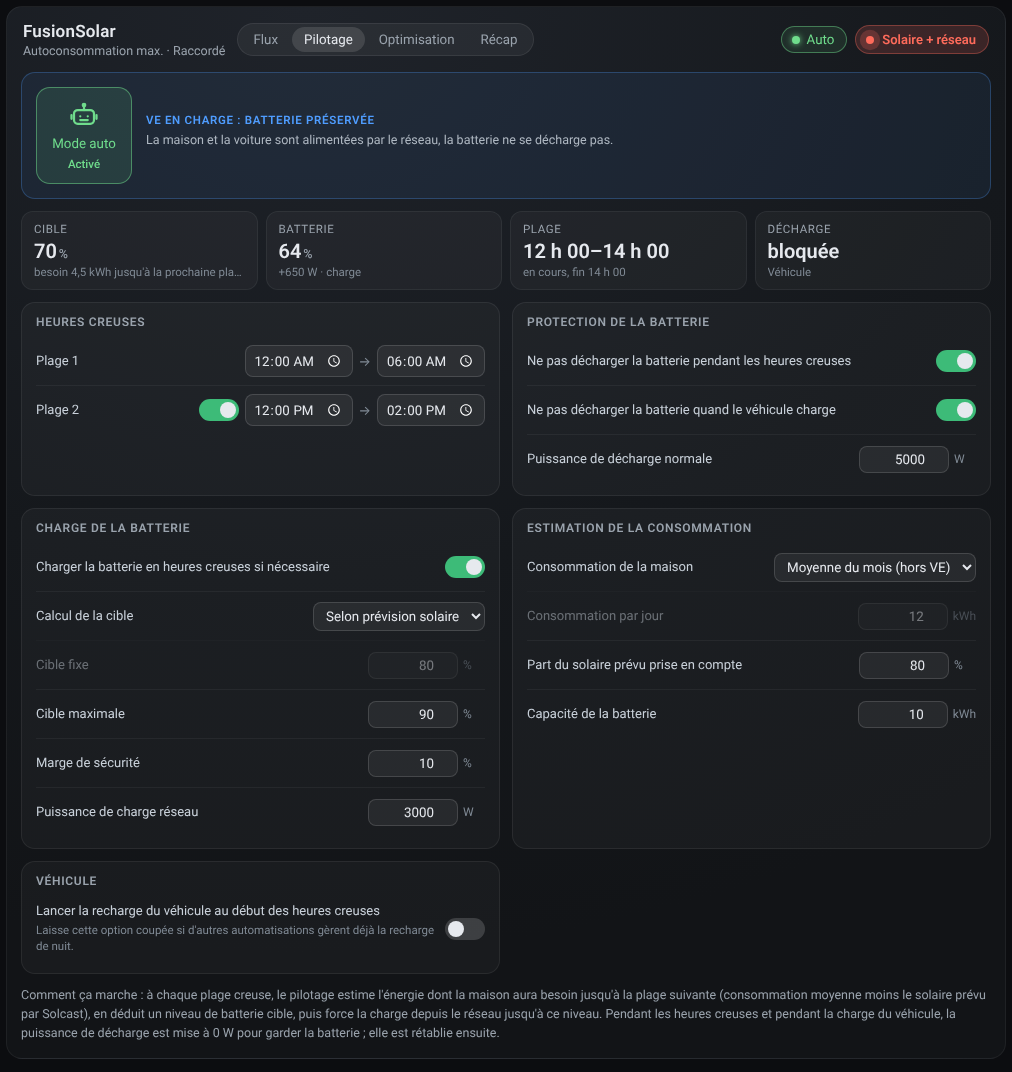 FusionSolar
Autoconsommation max. · Raccordé
Flux
Pilotage
Optimisation
Récap
Auto
Solaire + réseau
Mode auto
Activé
VE EN CHARGE : BATTERIE PRÉSERVÉE
La maison et la voiture sont alimentées par le réseau, la batterie ne se décharge pas.
CIBLE
70 %
besoin 4,5 kWh jusqu'à la prochaine pla…
BATTERIE
64 %
+650 W · charge
PLAGE
12 h 00–14 h 00
en cours, fin 14 h 00
DÉCHARGE
bloquée
Véhicule
HEURES CREUSES
Plage 1 12:00 AM → 06:00 AM
Plage 2 12:00 PM → 02:00 PM
PROTECTION DE LA BATTERIE
Ne pas décharger la batterie pendant les heures creuses
Ne pas décharger la batterie quand le véhicule charge
Puissance de décharge normale 5000 W
CHARGE DE LA BATTERIE
Charger la batterie en heures creuses si nécessaire
Calcul de la cible Selon prévision solaire
Cible fixe 80 %
Cible maximale 90 %
Marge de sécurité 10 %
Puissance de charge réseau 3000 W
ESTIMATION DE LA CONSOMMATION
Consommation de la maison Moyenne du mois (hors VE)
Consommation par jour 12 kWh
Part du solaire prévu prise en compte 80 %
Capacité de la batterie 10 kWh
VÉHICULE
Lancer la recharge du véhicule au début des heures creuses
Laisse cette option coupée si d'autres automatisations gèrent déjà la recharge
de nuit.
Comment ça marche : à chaque plage creuse, le pilotage estime l'énergie dont la maison aura besoin jusqu'à la plage suivante (consommation moyenne moins le solaire prévu
par Solcast), en déduit un niveau de batterie cible, puis force la charge depuis le réseau jusqu'à ce niveau. Pendant les heures creuses et pendant la charge du véhicule, la
puissance de décharge est mise à 0 W pour garder la batterie ; elle est rétablie ensuite.